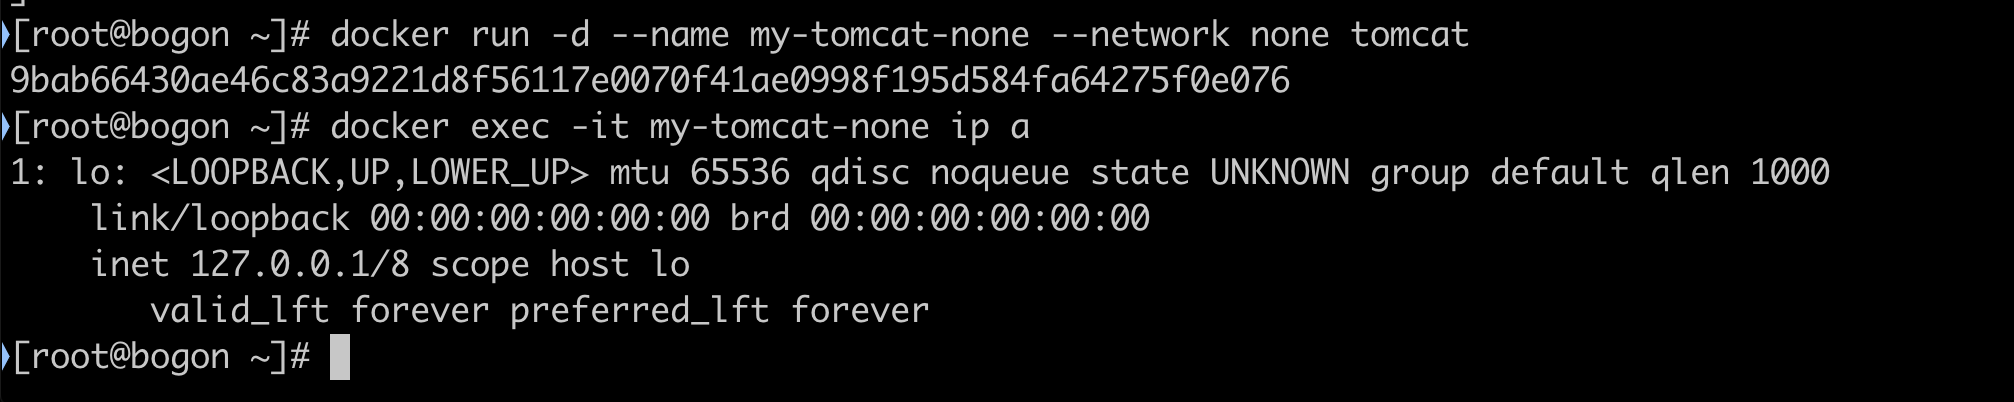 [root@bogon ~]# docker run -d --name my-tomcat-none --network none tomcat
9bab66430ae46c83a9221d8f56117e0070f41ae0998f195d584fa64275f0e076
[root@bogon ~]# docker exec -it my-tomcat-none ip a
1: lo: <LOOPBACK,UP,LOWER_UP> mtu 65536 qdisc noqueue state UNKNOWN group default qlen 1000
    link/loopback 00:00:00:00:00:00 brd 00:00:00:00:00:00
    inet 127.0.0.1/8 scope host lo
       valid_lft forever preferred_lft forever
[root@bogon ~]#